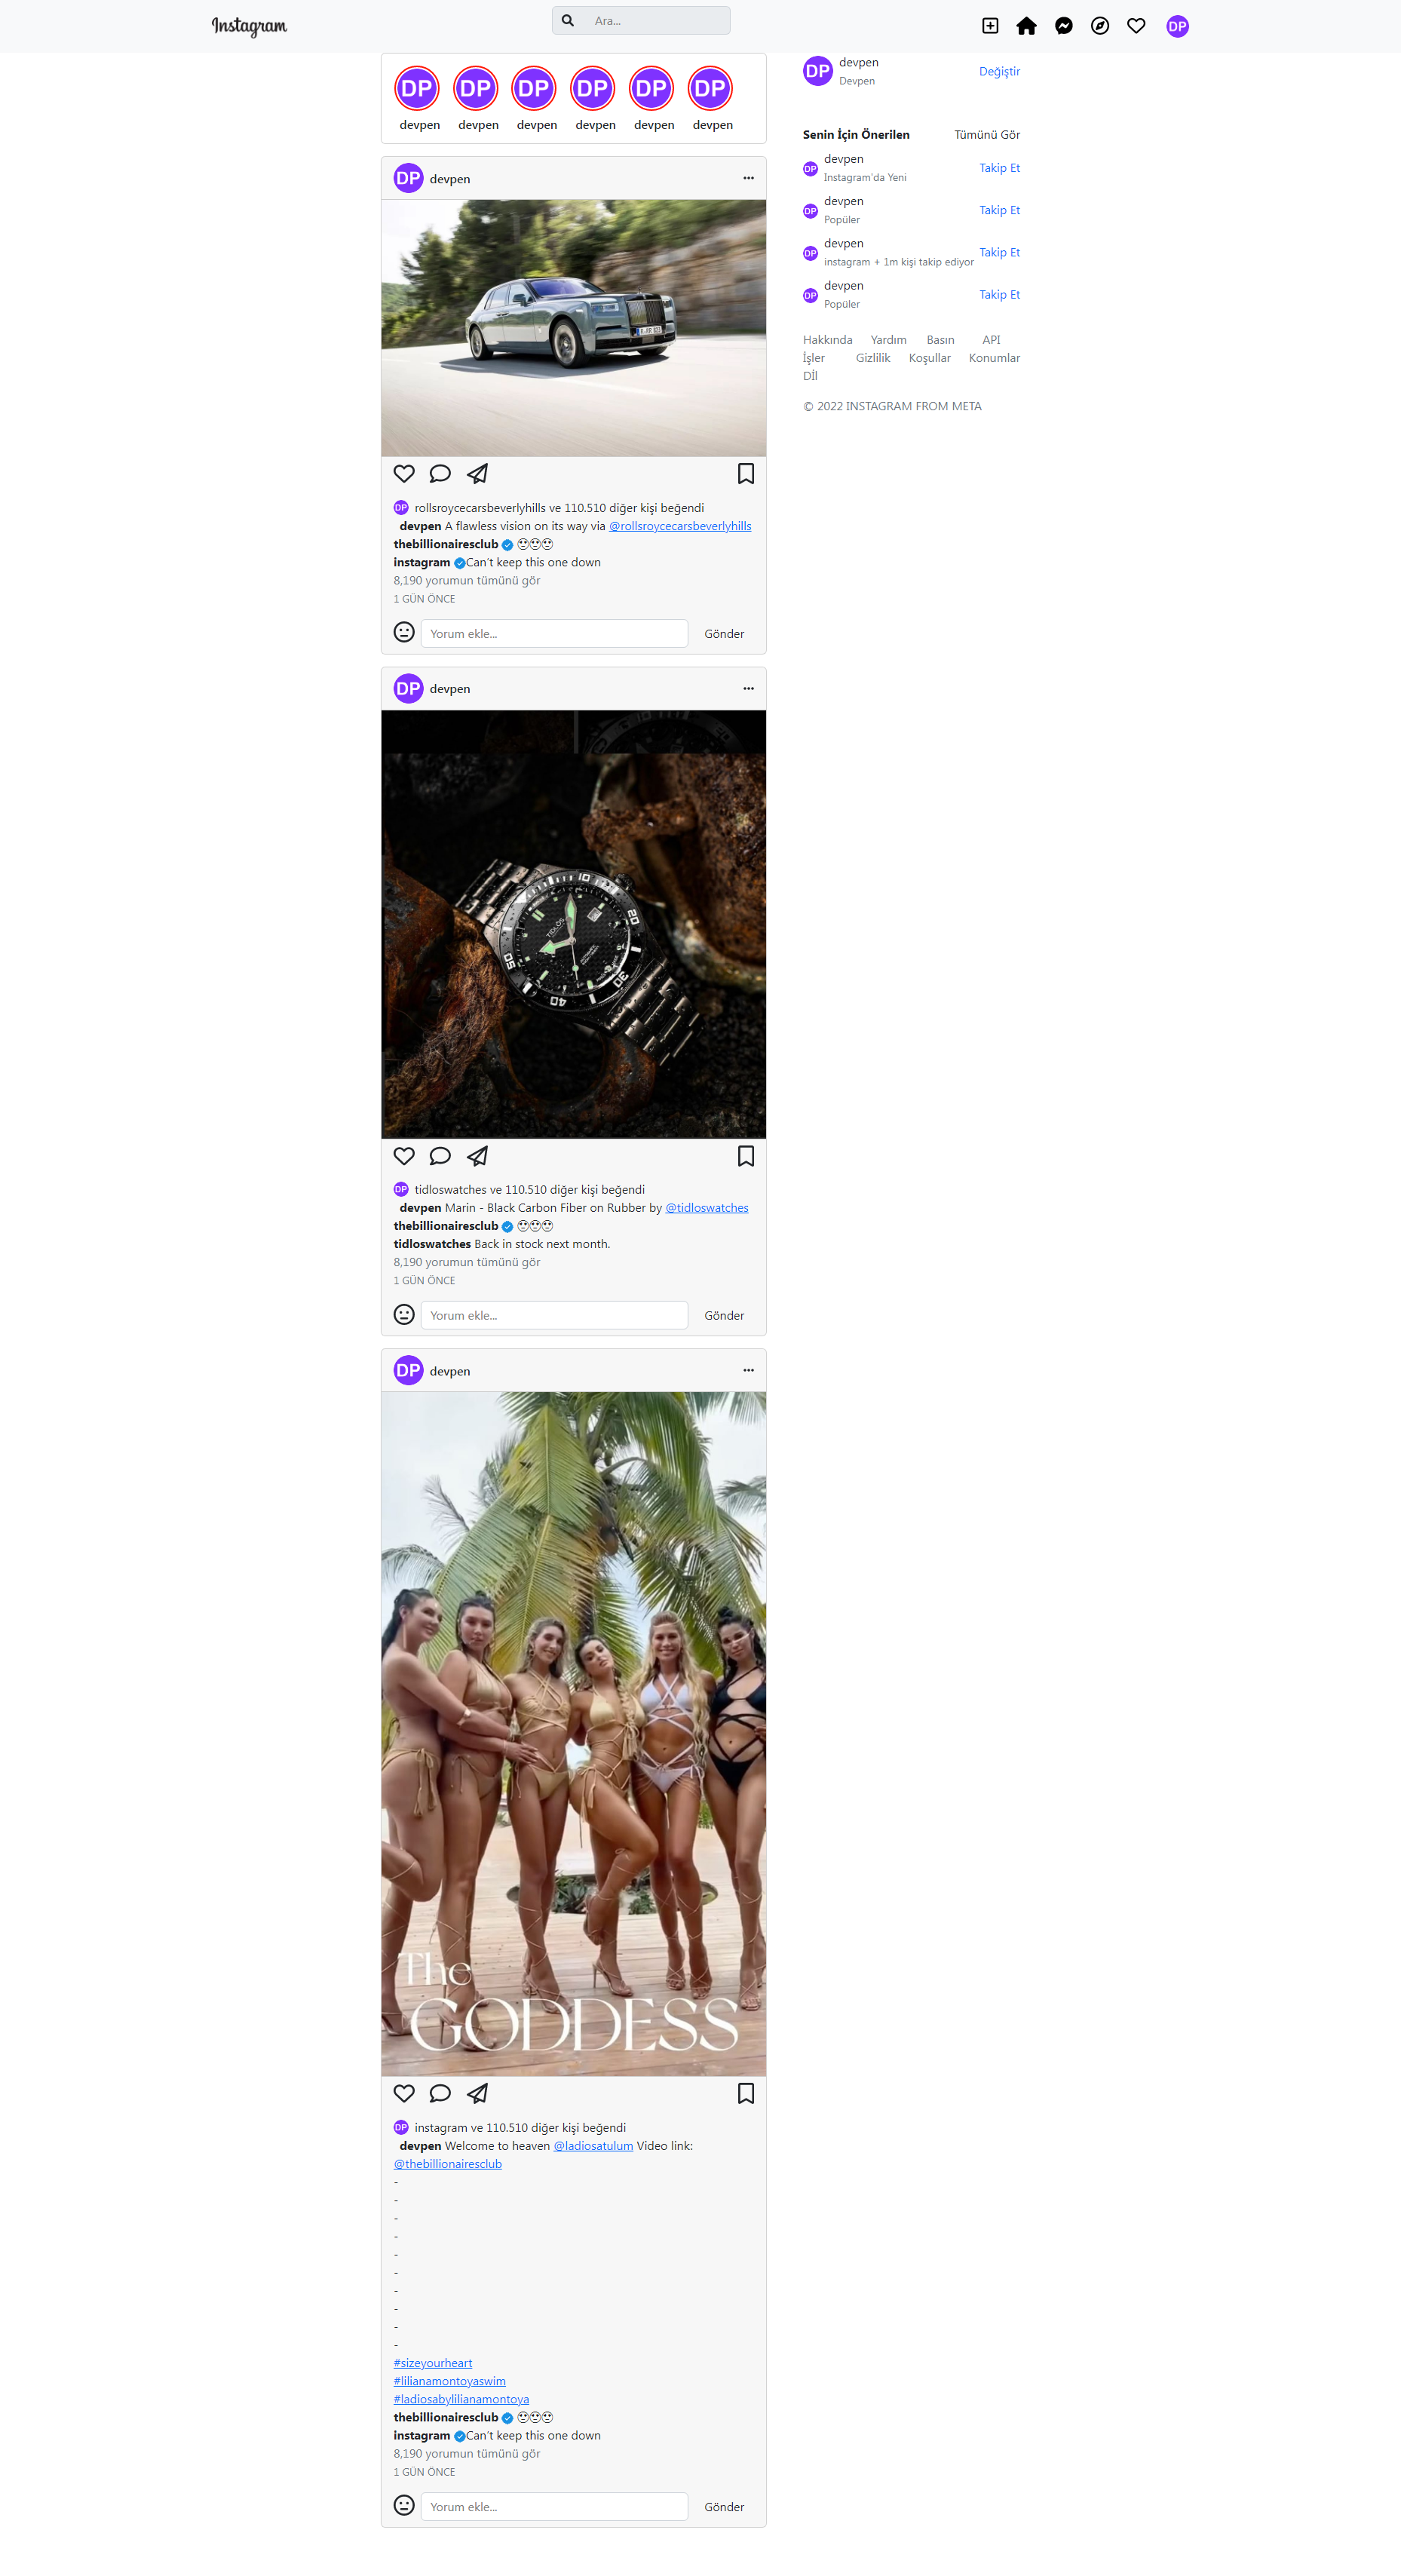 Instagram
Ara...
DP
DP DP DP DP DP DP
devpen devpen devpen devpen devpen devpen
DP devpen
Devpen
Değiştir
Senin İçin Önerilen Tümünü Gör
DP devpen
Instagram'da Yeni
Takip Et
DP devpen
Popüler
Takip Et
DP devpen
instagram + 1m kişi takip ediyor
Takip Et
DP devpen
Popüler
Takip Et
Hakkında Yardım Basın API
İşler Gizlilik Koşullar Konumlar
Dİl
© 2022 INSTAGRAM FROM META
DP devpen
DP rollsroycecarsbeverlyhills ve 110.510 diğer kişi beğendi
devpen A flawless vision on its way via @rollsroycecarsbeverlyhills
thebillionairesclub 
instagram Can't keep this one down
8,190 yorumun tümünü gör
1 GÜN ÖNCE
Yorum ekle... Gönder
DP devpen
TIDLOS
20
30
40
50
DP tidloswatches ve 110.510 diğer kişi beğendi
devpen Marin - Black Carbon Fiber on Rubber by @tidloswatches
thebillionairesclub
tidloswatches Back in stock next month.
8,190 yorumun tümünü gör
1 GÜN ÖNCE
Yorum ekle... Gönder
DP devpen
The
GODDESS
DP instagram ve 110.510 diğer kişi beğendi
devpen Welcome to heaven @ladiosatulum Video link:
@thebillionairesclub
-
-
-
-
-
-
-
-
-
-
#sizeyourheart
#lilianamontoyaswim
#ladiosabylilianamontoya
thebillionairesclub
instagram Can't keep this one down
8,190 yorumun tümünü gör
1 GÜN ÖNCE
Yorum ekle... Gönder